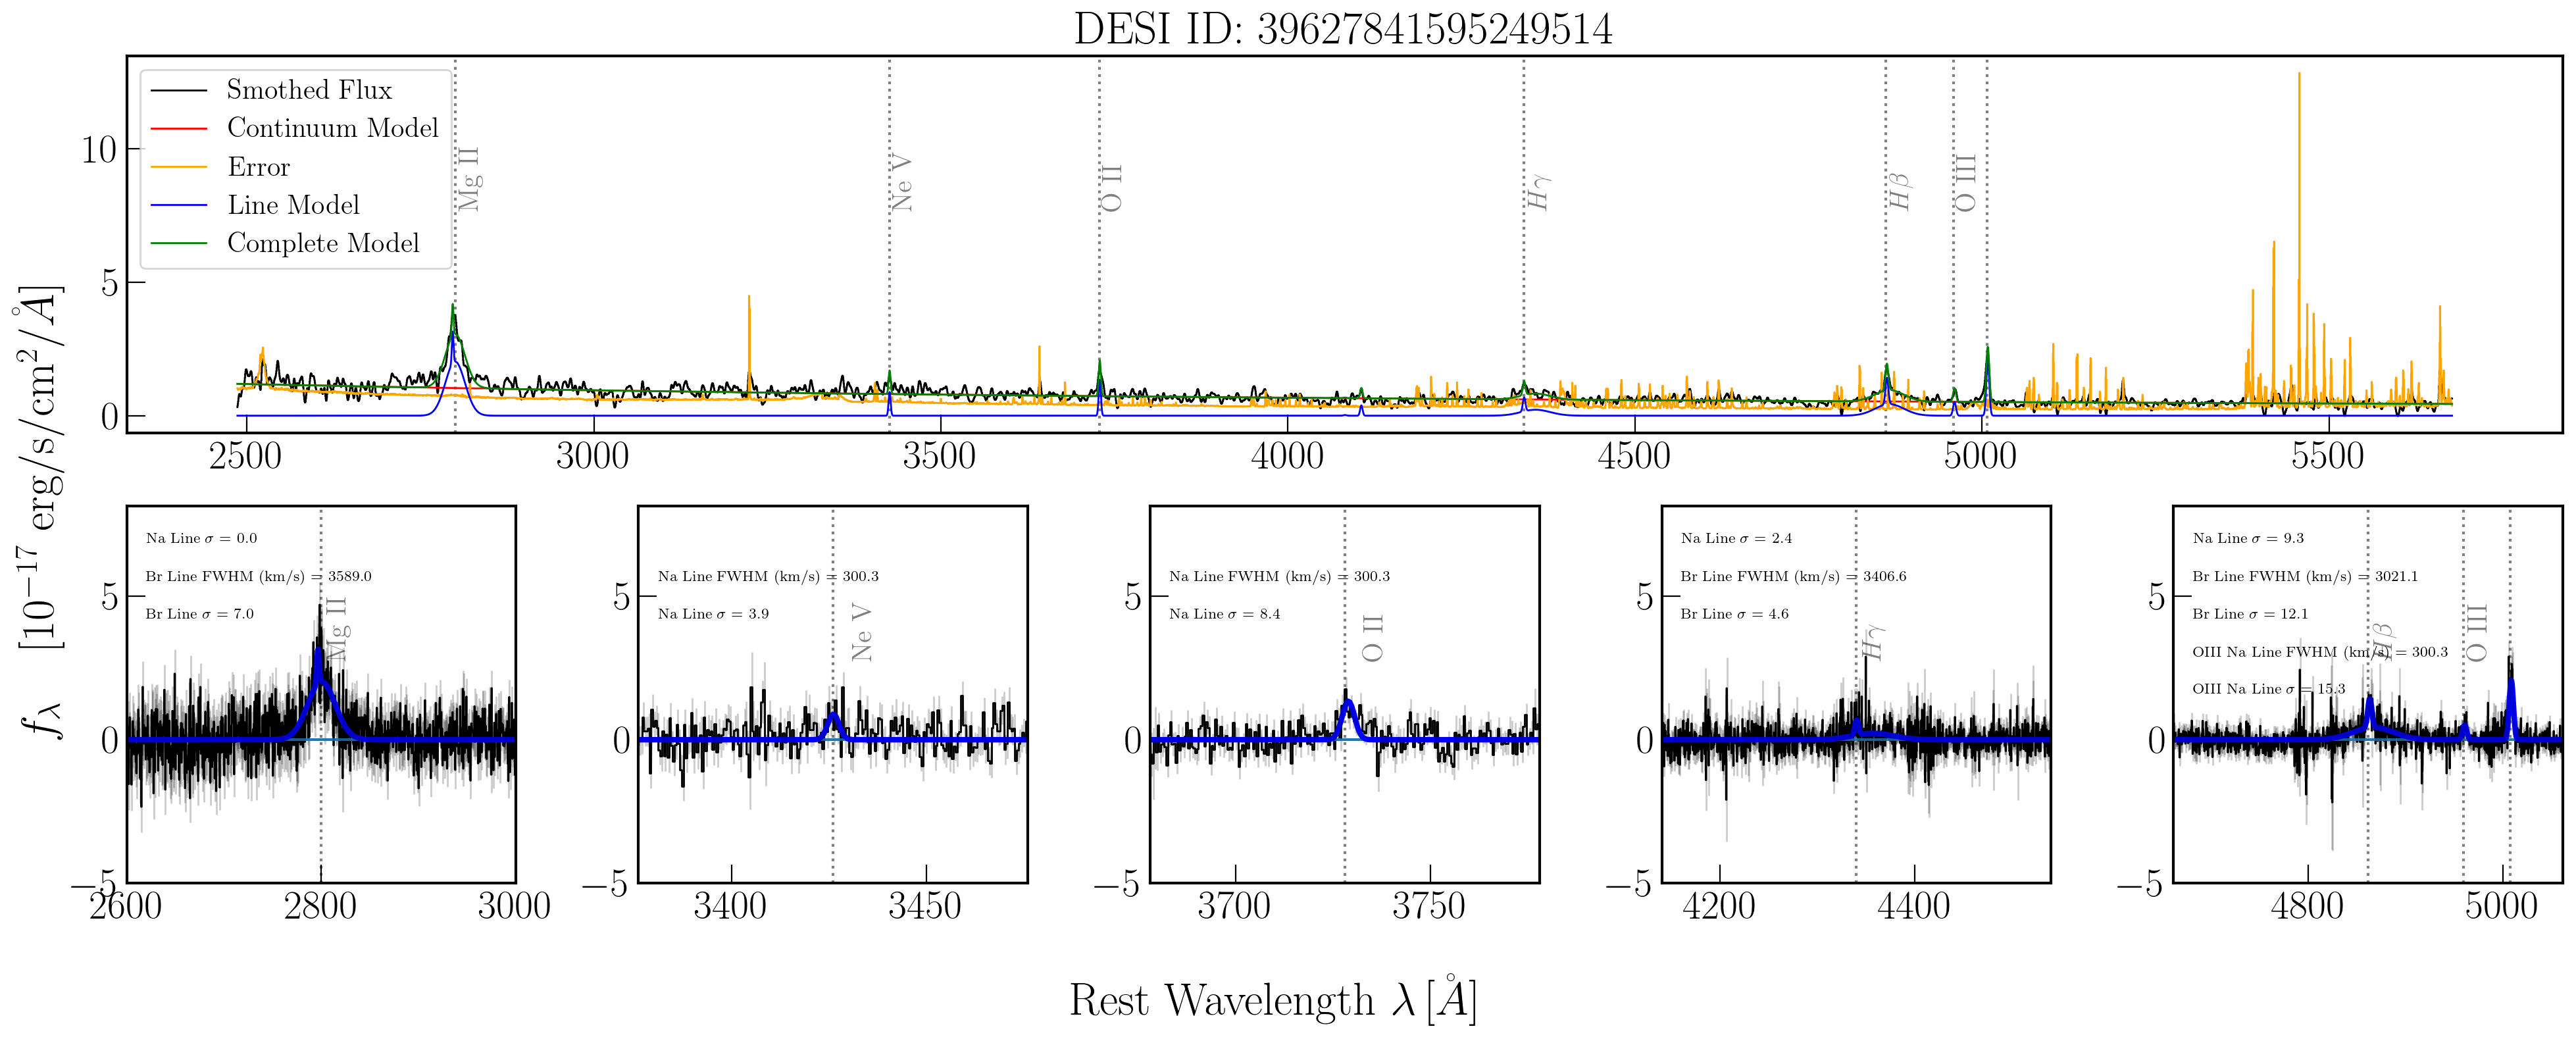 DESI ID: 39627841595249514
Smothed Flux
Continuum Model
Error
Line Model
Complete Model
Mg II
Ne V
O II
Hγ
Hβ
O III
10
5
0
2500 3000 3500 4000 4500 5000 5500
fλ [10⁻¹⁷ erg/s/cm²/Å]
Na Line σ = 0.0
Br Line FWHM (km/s) = 3589.0
Br Line σ = 7.0
Mg II
5
0
−5
2600 2800 3000
Na Line FWHM (km/s) = 300.3
Na Line σ = 3.9
Ne V
5
0
−5
3400 3450
Na Line FWHM (km/s) = 300.3
Na Line σ = 8.4
O II
5
0
−5
3700 3750
Na Line σ = 2.4
Br Line FWHM (km/s) = 3406.6
Br Line σ = 4.6
Hγ
5
0
−5
4200 4400
Na Line σ = 9.3
Br Line FWHM (km/s) = 3021.1
Br Line σ = 12.1
OIII Na Line FWHM (km/s) = 300.3
OIII Na Line σ = 15.3
Hβ
O III
5
0
−5
4800 5000
Rest Wavelength λ [Å]